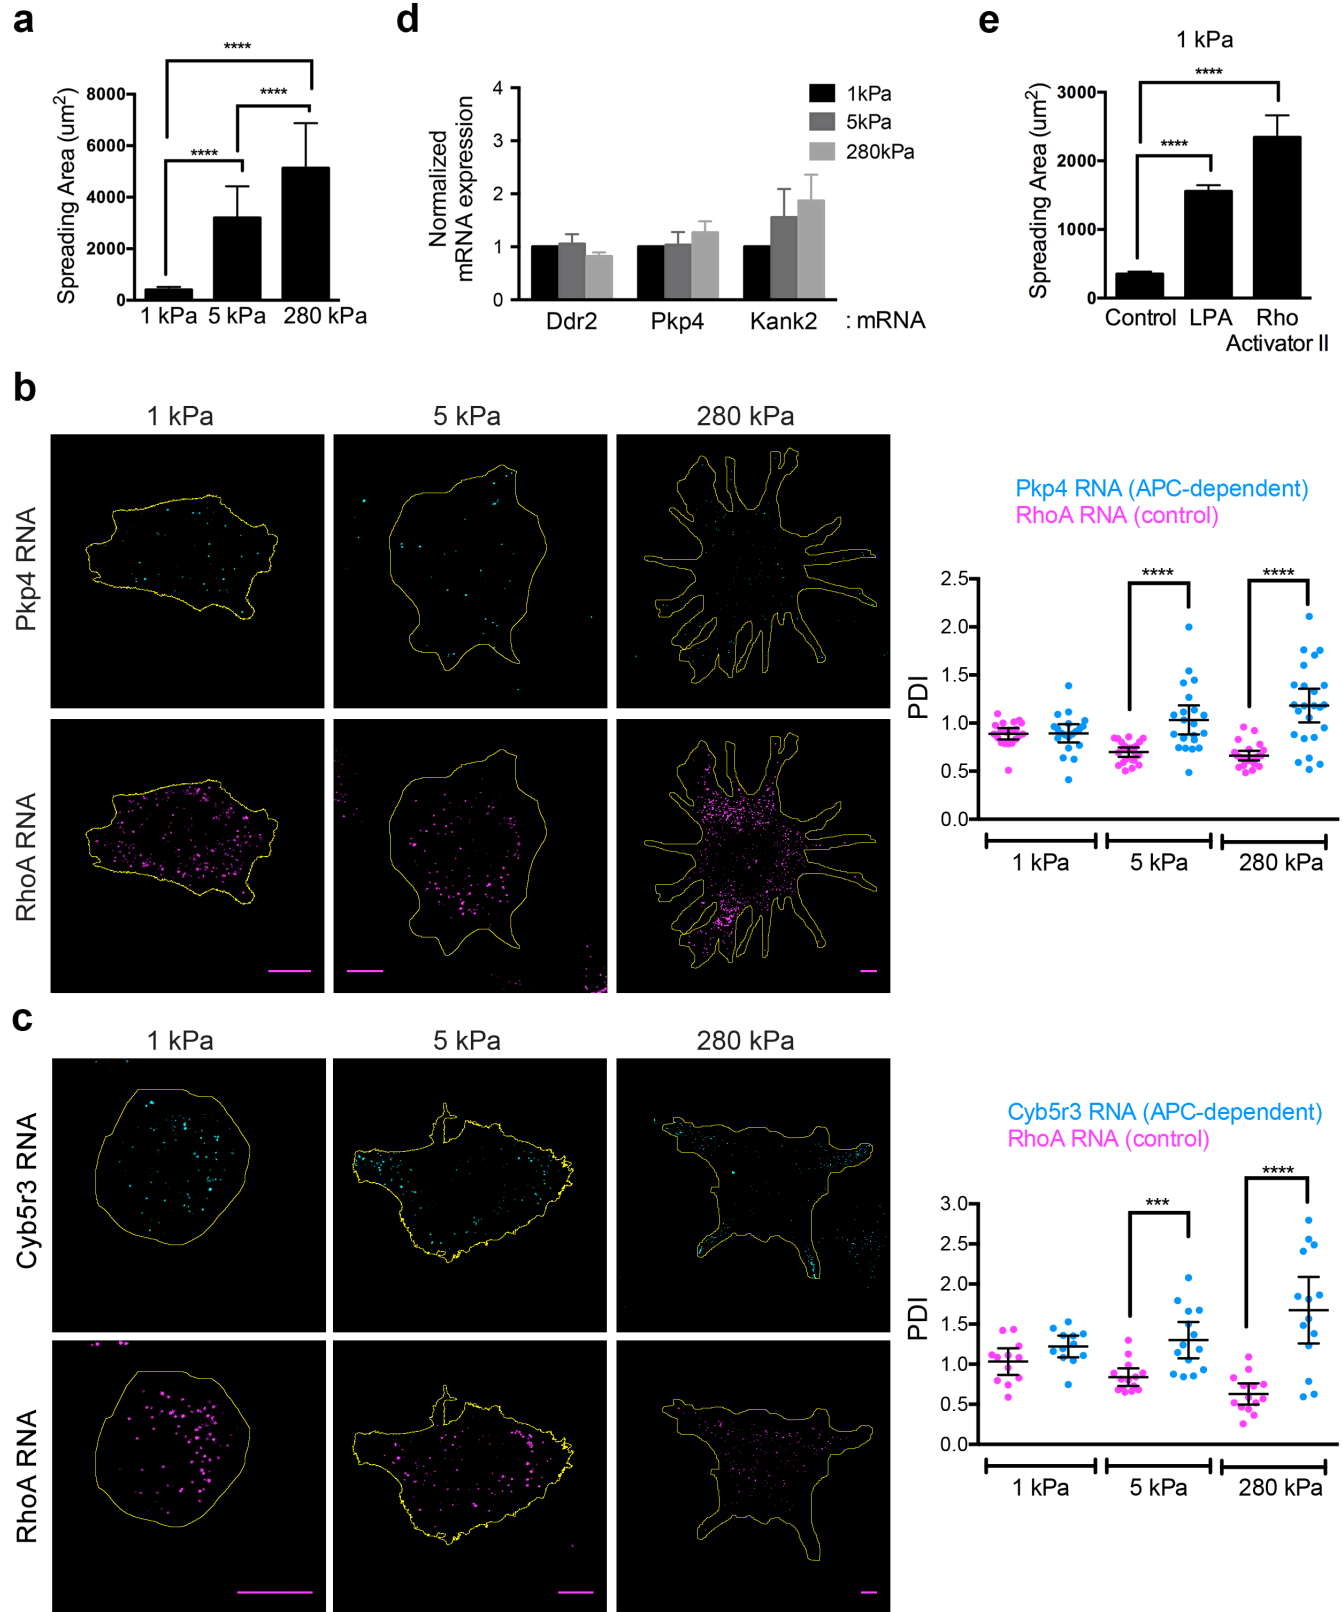 a
****
****
****
Spreading Area (um2)
8000
6000
4000
2000
0
1 kPa 5 kPa 280 kPa
d
Normalized
mRNA expression
4
3
2
1
0
1kPa
5kPa
280kPa
Ddr2 Pkp4 Kank2 : mRNA
e
1 kPa
****
****
Spreading Area (um2)
3000
2000
1000
0
Control LPA Rho
Activator II
b
1 kPa 5 kPa 280 kPa
Pkp4 RNA
RhoA RNA
Pkp4 RNA (APC-dependent)
RhoA RNA (control)
**** ****
PDI
2.5
2.0
1.5
1.0
0.5
0.0
1 kPa 5 kPa 280 kPa
c
1 kPa 5 kPa 280 kPa
Cyb5r3 RNA
RhoA RNA
Cyb5r3 RNA (APC-dependent)
RhoA RNA (control)
*** ****
PDI
3.0
2.5
2.0
1.5
1.0
0.5
0.0
1 kPa 5 kPa 280 kPa